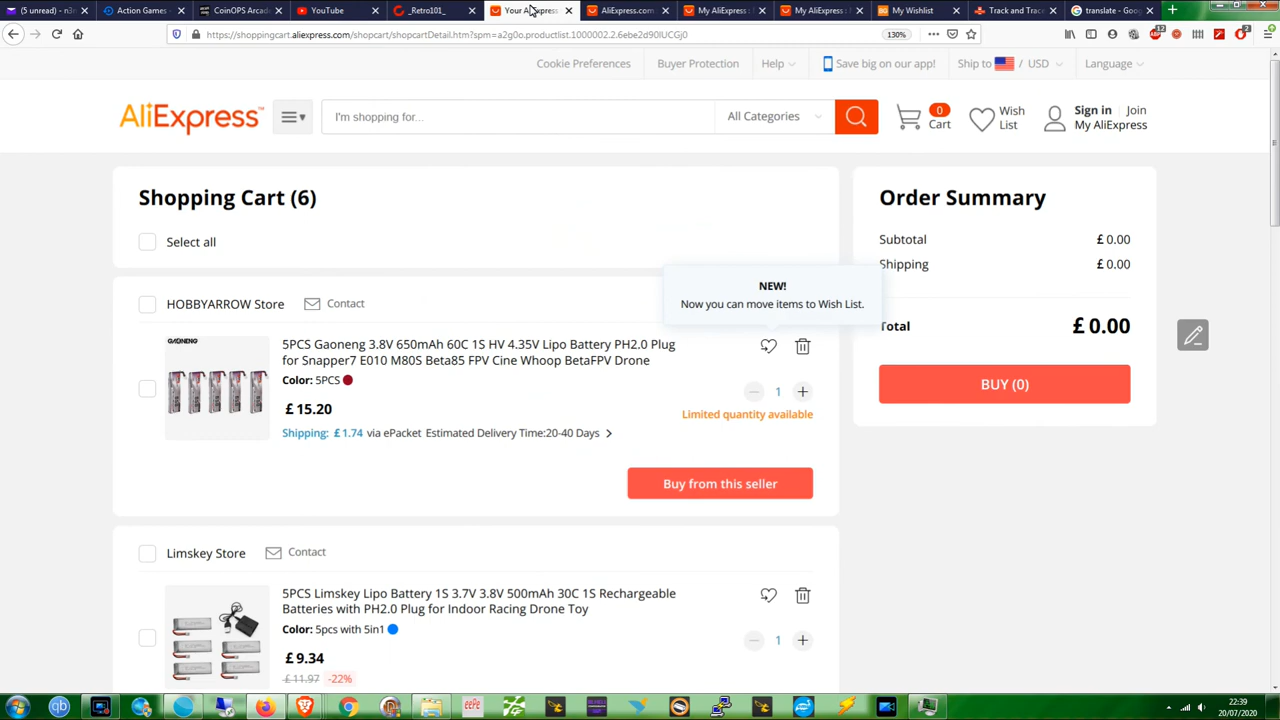 (5 unread) - n3
Action Games
CoinOPS Arcad
YouTube
_Retro101_
Your AliExpress
AliExpress.com
My AliExpress :
My AliExpress :
My Wishlist
Track and Trace
translate - Goog
https://shoppingcart.aliexpress.com/shopcart/shopcartDetail.htm?spm=a2g0o.productlist.1000002.2.6ebe2d90IUCGj0
130%
Cookie Preferences
Buyer Protection
Help
Save big on our app!
Ship to / USD
Language
AliExpress™
I'm shopping for...
All Categories
0
Cart
Wish
List
Sign in Join
My AliExpress
Shopping Cart (6)
Select all
HOBBYARROW Store
Contact
NEW!
Now you can move items to Wish List.
GAONENG
5PCS Gaoneng 3.8V 650mAh 60C 1S HV 4.35V Lipo Battery PH2.0 Plug
for Snapper7 E010 M80S Beta85 FPV Cine Whoop BetaFPV Drone
Color: 5PCS
£ 15.20
1
Limited quantity available
Shipping: £ 1.74 via ePacket Estimated Delivery Time:20-40 Days
Buy from this seller
Limskey Store
Contact
5PCS Limskey Lipo Battery 1S 3.7V 3.8V 500mAh 30C 1S Rechargeable
Batteries with PH2.0 Plug for Indoor Racing Drone Toy
Color: 5pcs with 5in1
1
£ 9.34
£ 11.97 -22%
Order Summary
Subtotal £ 0.00
Shipping £ 0.00
Total £ 0.00
BUY (0)
22:39
20/07/2020